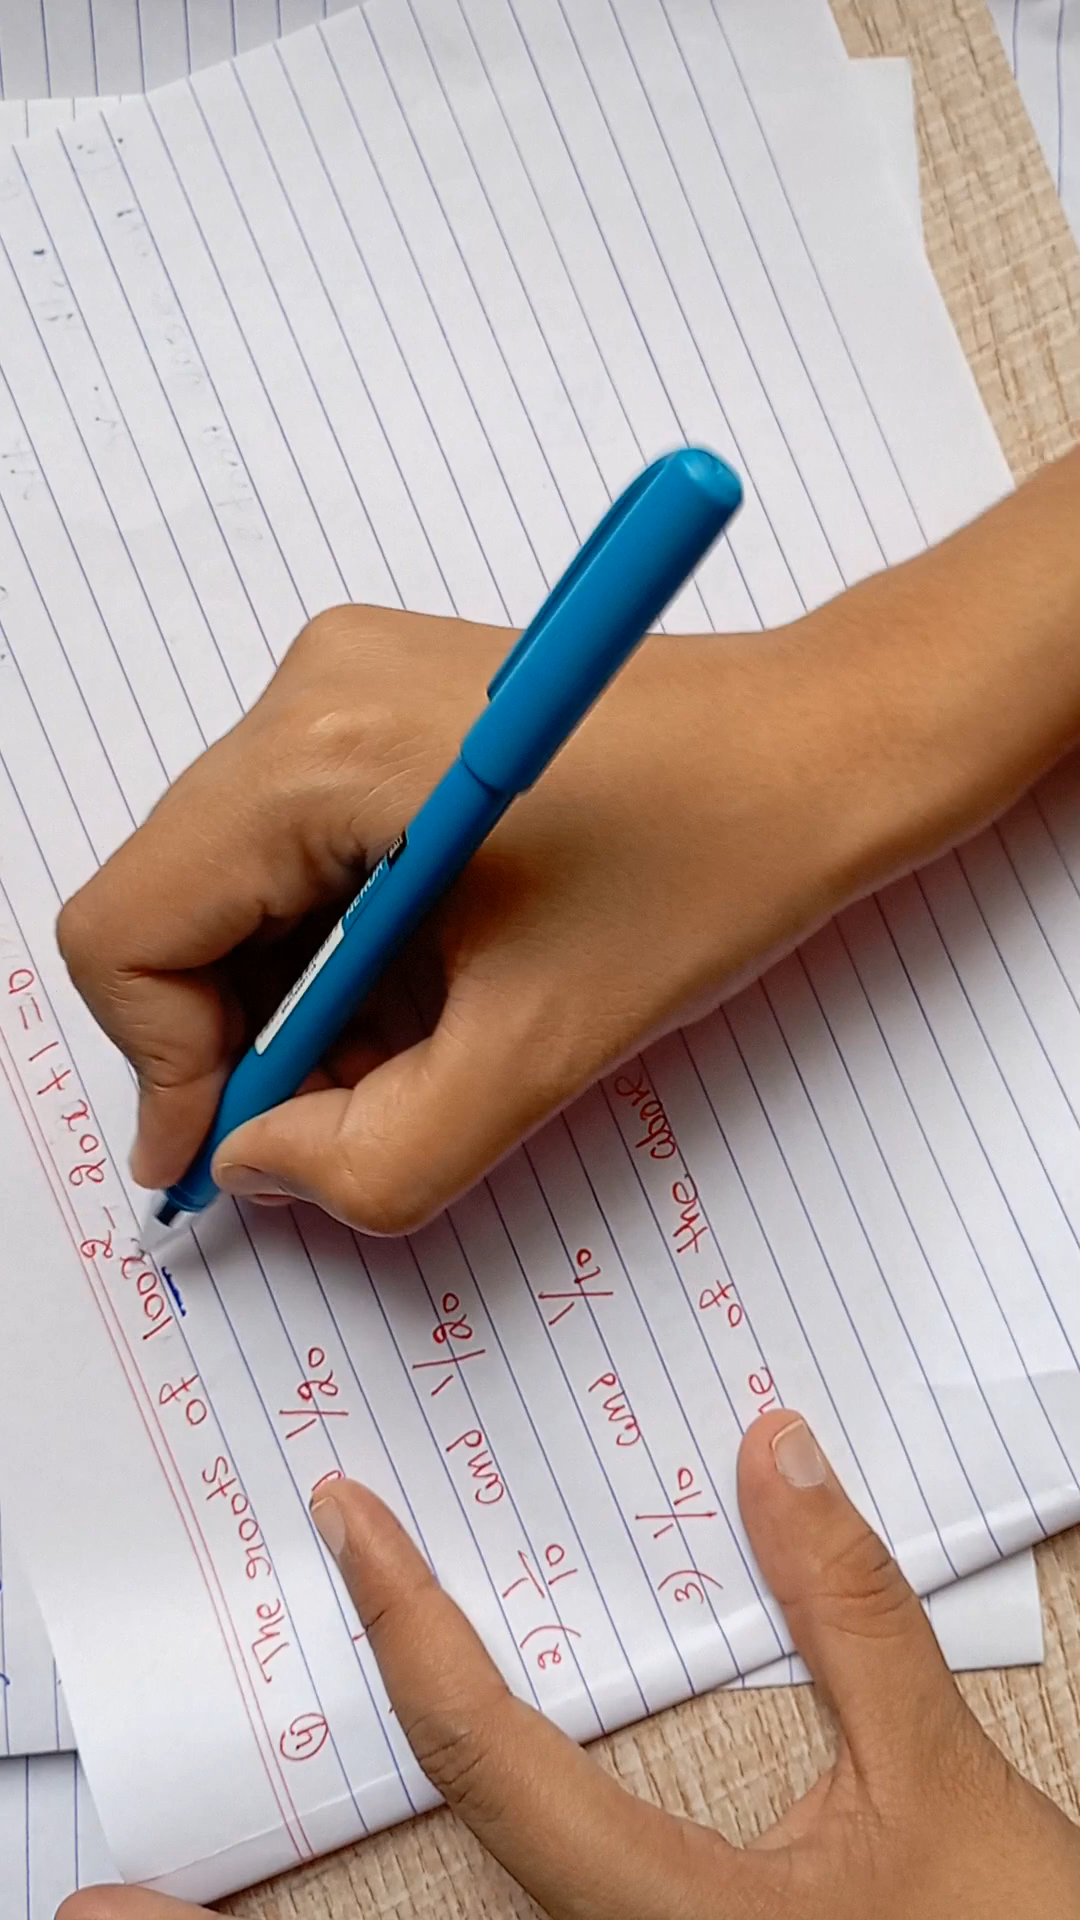 ④ The roots of 100x² - 20x + 1 = 0
1/20
2) 1/10 and 1/20
3) 1/10 and 1/10
of the above